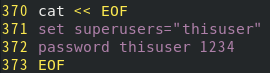 370 cat << EOF
371 set superusers="thisuser"
372 password thisuser 1234
373 EOF